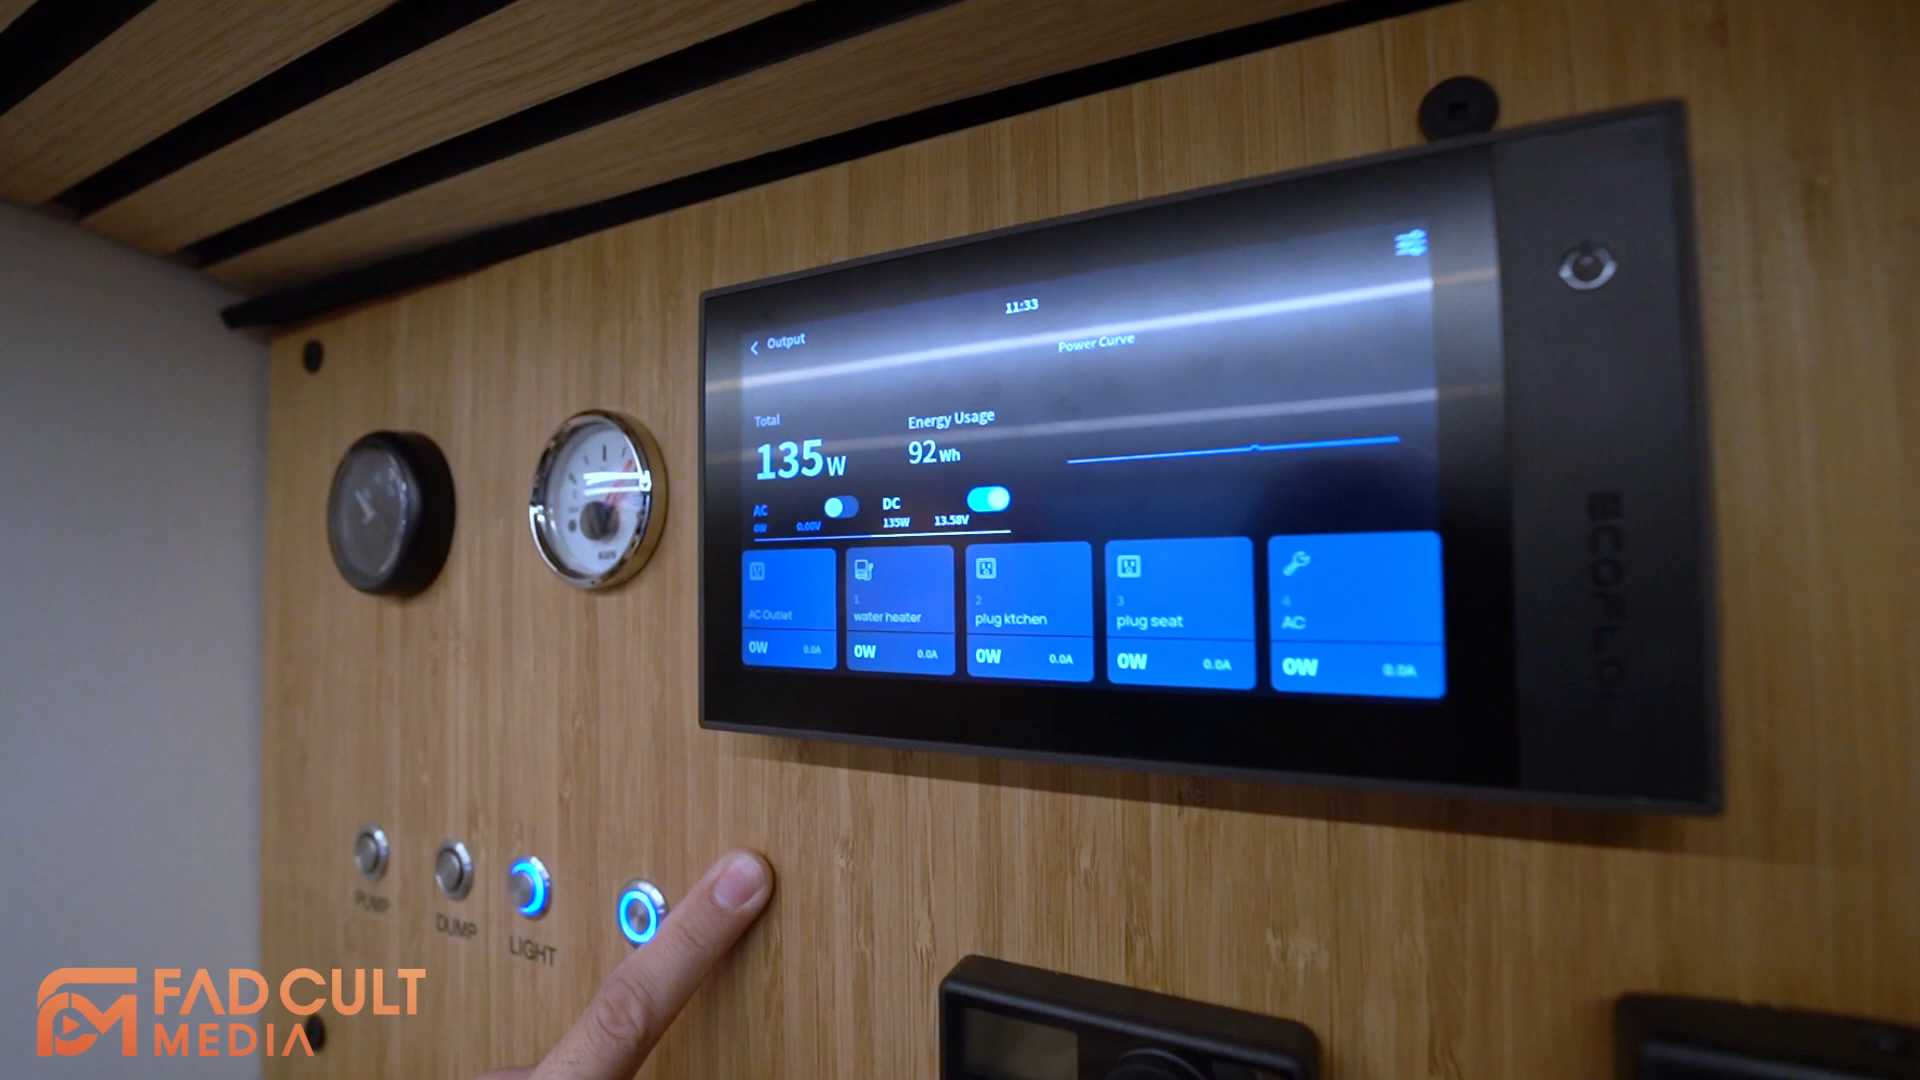 11:33
Output
Power Curve
Total
Energy Usage
135W
92Wh
AC
DC
0W
0.00V
135W
13.58V
AC Outlet
0W 0.0A
1
water heater
0W 0.0A
2
plug ktchen
0W 0.0A
3
plug seat
0W 0.0A
4
AC
0W 0.0A
ECOFLOW
PUMP
DUMP
LIGHT
FAD CULT
MEDIA